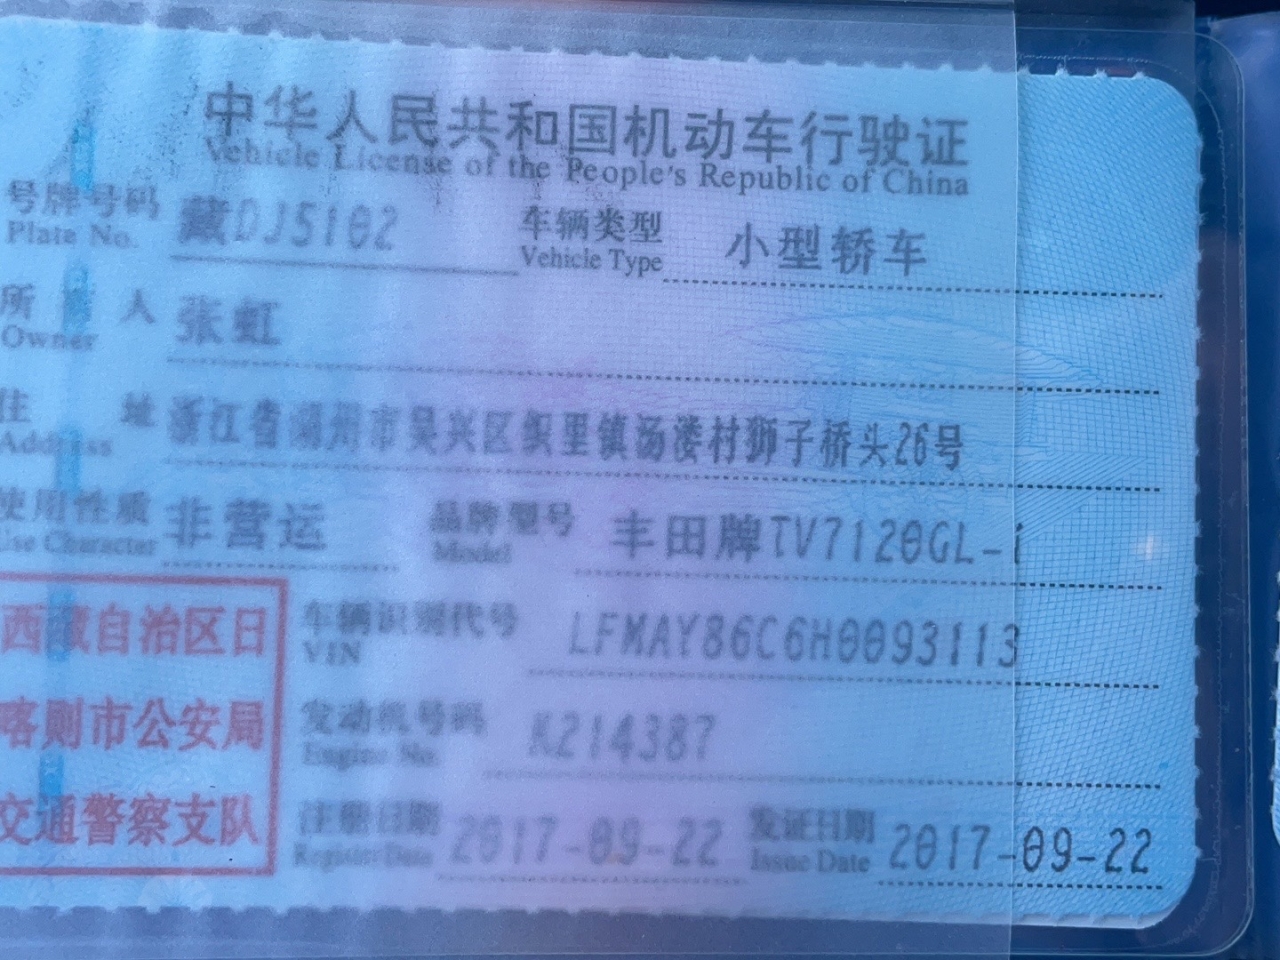 中华人民共和国机动车行驶证
Vehicle License of the People's Republic of China
号牌号码 藏DJ5102 车辆类型 小型轿车
Plate No. Vehicle Type
所有人 张虹
Owner
住址 浙江省湖州市吴兴区织里镇汤溇村狮子桥头26号
Address
使用性质 非营运 品牌型号 丰田牌TV7120GL-i
Use Character Model
西藏自治区日
喀则市公安局
交通警察支队
车辆识别代号 LFMAY86C6H0093113
VIN
发动机号码 K214387
Engine No.
注册日期 2017-09-22 发证日期 2017-09-22
Register Date Issue Date